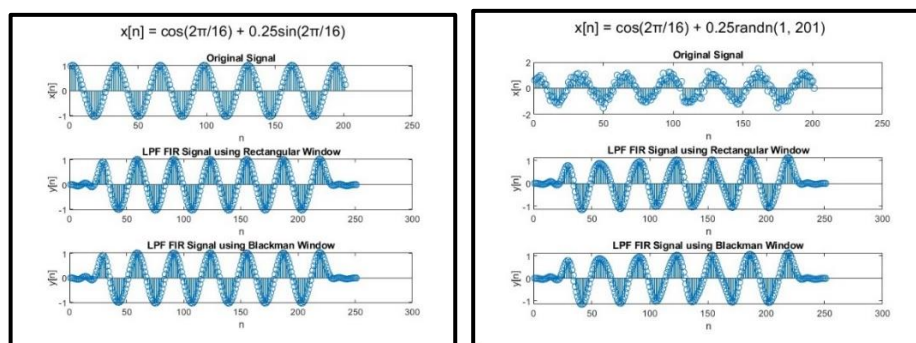 x[n] = cos(2π/16) + 0.25sin(2π/16)
Original Signal
1
0
-1
x[n]
0 50 100 150 200 250
n
LPF FIR Signal using Rectangular Window
1
0
-1
y[n]
0 50 100 150 200 250 300
n
LPF FIR Signal using Blackman Window
1
0
-1
y[n]
0 50 100 150 200 250 300
n
x[n] = cos(2π/16) + 0.25randn(1, 201)
Original Signal
2
0
-2
x[n]
0 50 100 150 200 250
n
LPF FIR Signal using Rectangular Window
1
0
-1
y[n]
0 50 100 150 200 250 300
n
LPF FIR Signal using Blackman Window
1
0
-1
y[n]
0 50 100 150 200 250 300
n